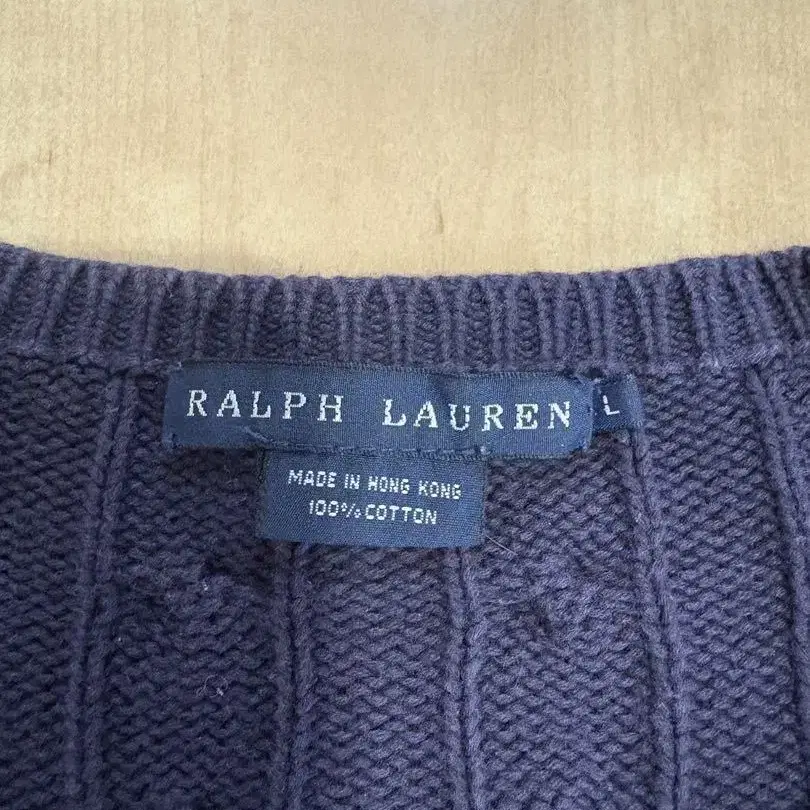 RALPH LAUREN L
MADE IN HONG KONG
100% COTTON